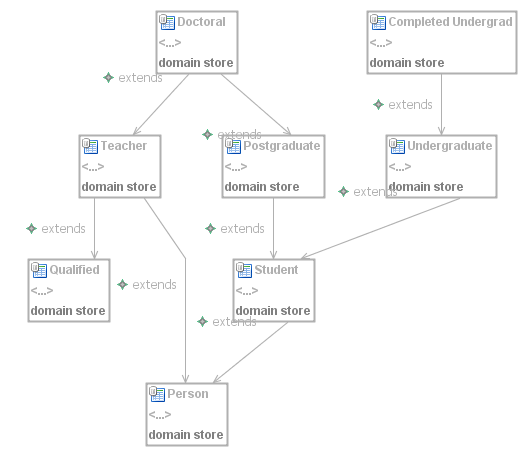 Doctoral
<...>
domain store
Completed Undergrad
<...>
domain store
extends
extends
extends
Teacher
<...>
domain store
Postgraduate
<...>
domain store
Undergraduate
<...>
domain store
extends
extends
extends
Qualified
<...>
domain store
extends
Student
<...>
domain store
extends
Person
<...>
domain store